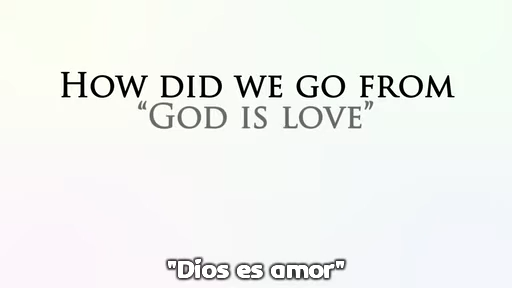 How did we go from
“God is love”
"Dios es amor"